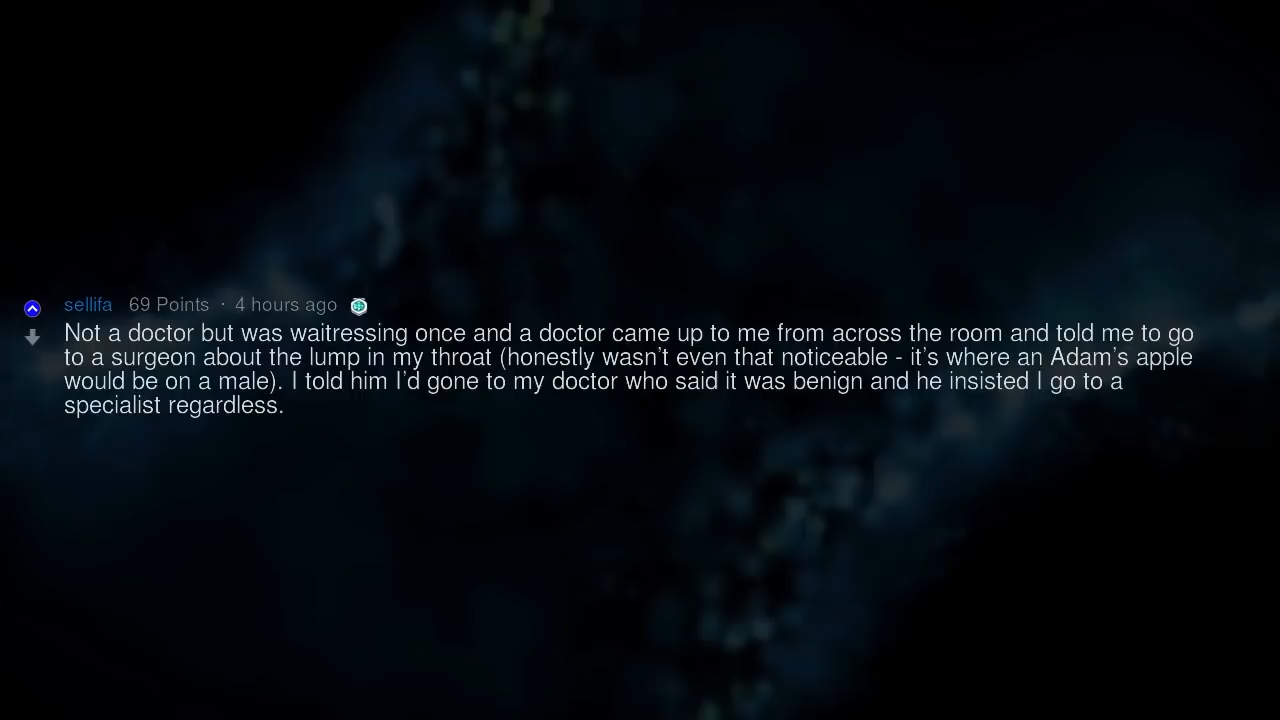 sellifa 69 Points · 4 hours ago
Not a doctor but was waitressing once and a doctor came up to me from across the room and told me to go
to a surgeon about the lump in my throat (honestly wasn’t even that noticeable - it’s where an Adam’s apple
would be on a male). I told him I’d gone to my doctor who said it was benign and he insisted I go to a
specialist regardless.